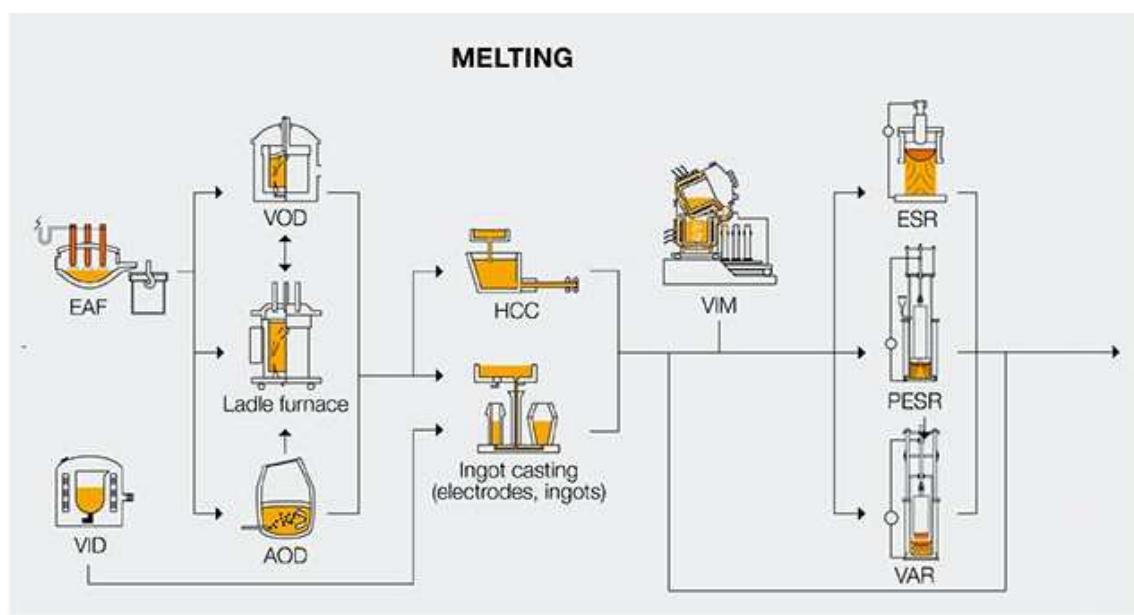 MELTING
VOD
ESR
EAF
HCC
VIM
Ladle furnace
PESR
Ingot casting
(electrodes, ingots)
VID
AOD
VAR